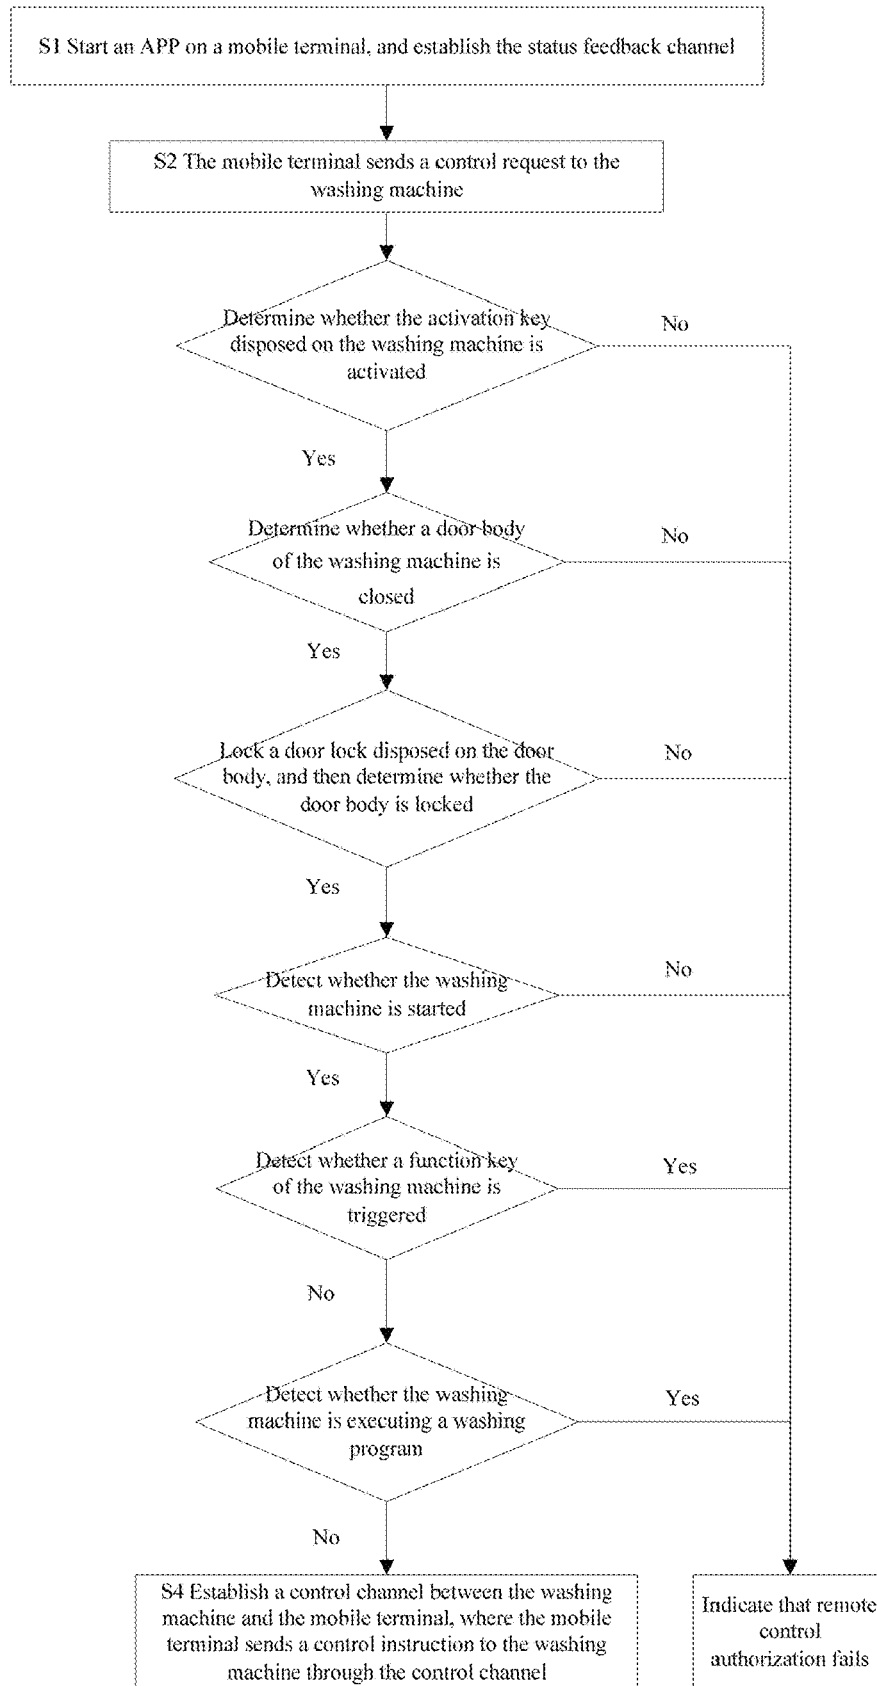 S1 Start an APP on a mobile terminal, and establish the status feedback channel
S2 The mobile terminal sends a control request to the
washing machine
Determine whether the activation key
disposed on the washing machine is
activated
No
Yes
Determine whether a door body
of the washing machine is
closed
No
Yes
Lock a door lock disposed on the door
body, and then determine whether the
door body is locked
No
Yes
Detect whether the washing
machine is started
No
Yes
Detect whether a function key
of the washing machine is
triggered
Yes
No
Detect whether the washing
machine is executing a washing
program
Yes
No
S4 Establish a control channel between the washing
machine and the mobile terminal, where the mobile
terminal sends a control instruction to the washing
machine through the control channel
Indicate that remote
control
authorization fails